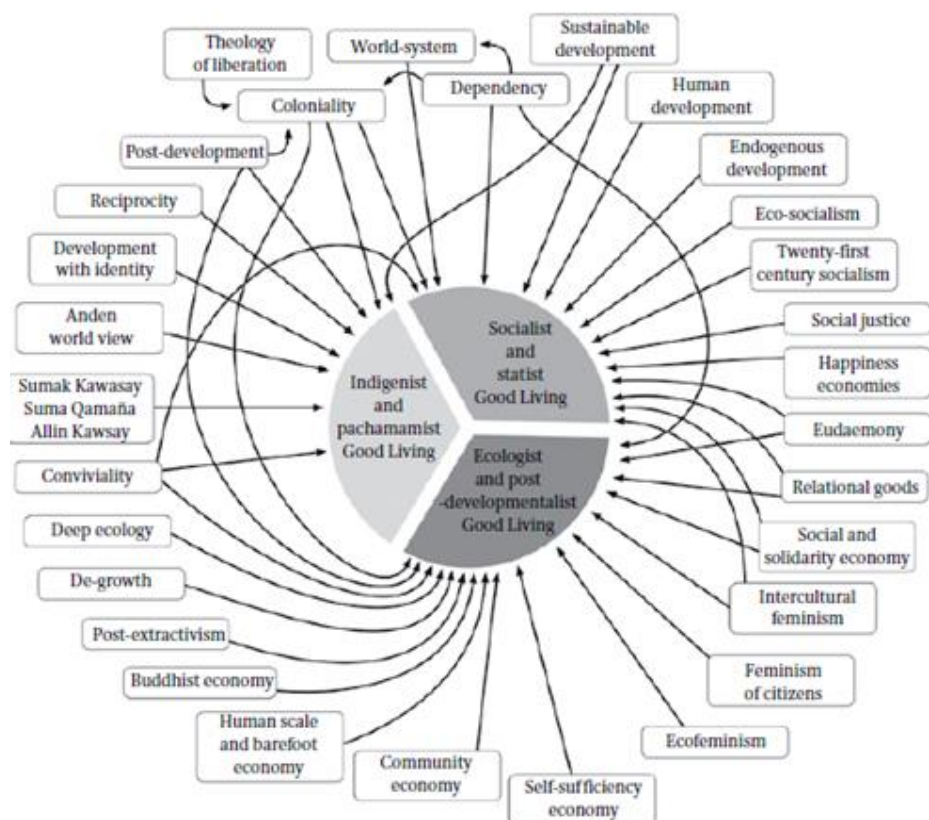 Theology
of liberation
World-system
Sustainable
development
Coloniality
Dependency
Human
development
Post-development
Endogenous
development
Reciprocity
Eco-socialism
Development
with identity
Twenty-first
century socialism
Anden
world view
Social justice
Socialist
and
statist
Good Living
Happiness
economies
Sumak Kawasay
Suma Qamaña
Allin Kawsay
Indigenist
and
pachamamist
Good Living
Eudaemony
Conviviality
Ecologist
and post
-developmentalist
Good Living
Relational goods
Deep ecology
Social and
solidarity economy
De-growth
Intercultural
feminism
Post-extractivism
Feminism
of citizens
Buddhist economy
Human scale
and barefoot
economy
Ecofeminism
Community
economy
Self-sufficiency
economy